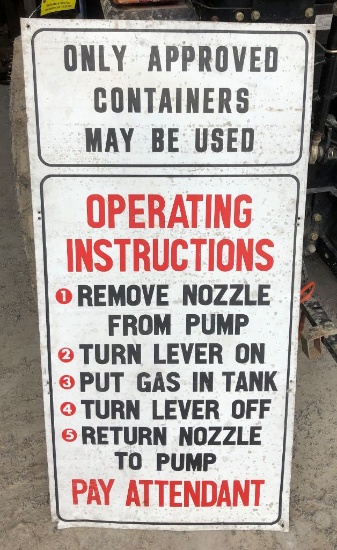 ONLY APPROVED
CONTAINERS
MAY BE USED
OPERATING
INSTRUCTIONS
1 REMOVE NOZZLE
FROM PUMP
2 TURN LEVER ON
3 PUT GAS IN TANK
4 TURN LEVER OFF
5 RETURN NOZZLE
TO PUMP
PAY ATTENDANT